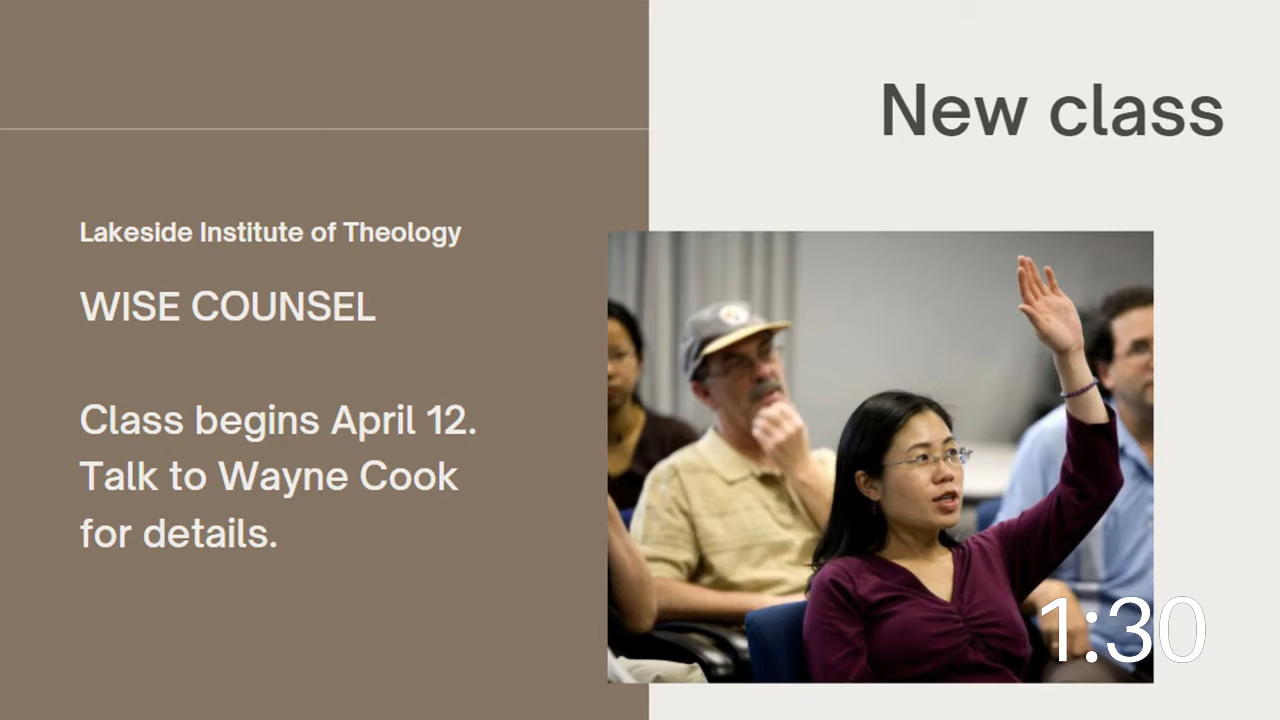 New class
Lakeside Institute of Theology
WISE COUNSEL
Class begins April 12.
Talk to Wayne Cook
for details.
1:30